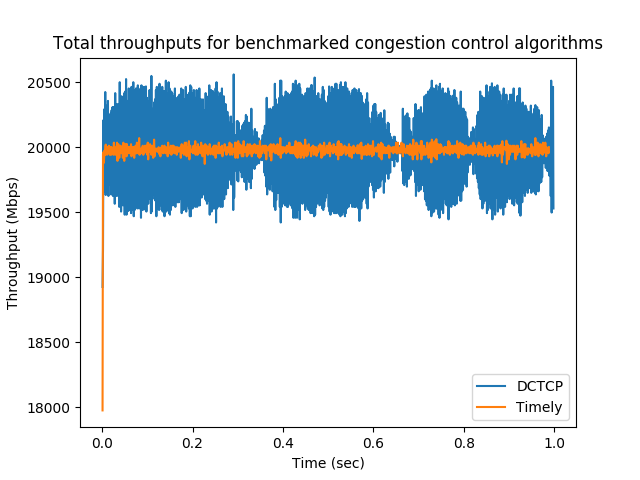 Total throughputs for benchmarked congestion control algorithms
20500
20000
19500
19000
18500
18000
Throughput (Mbps)
DCTCP
Timely
0.0 0.2 0.4 0.6 0.8 1.0
Time (sec)